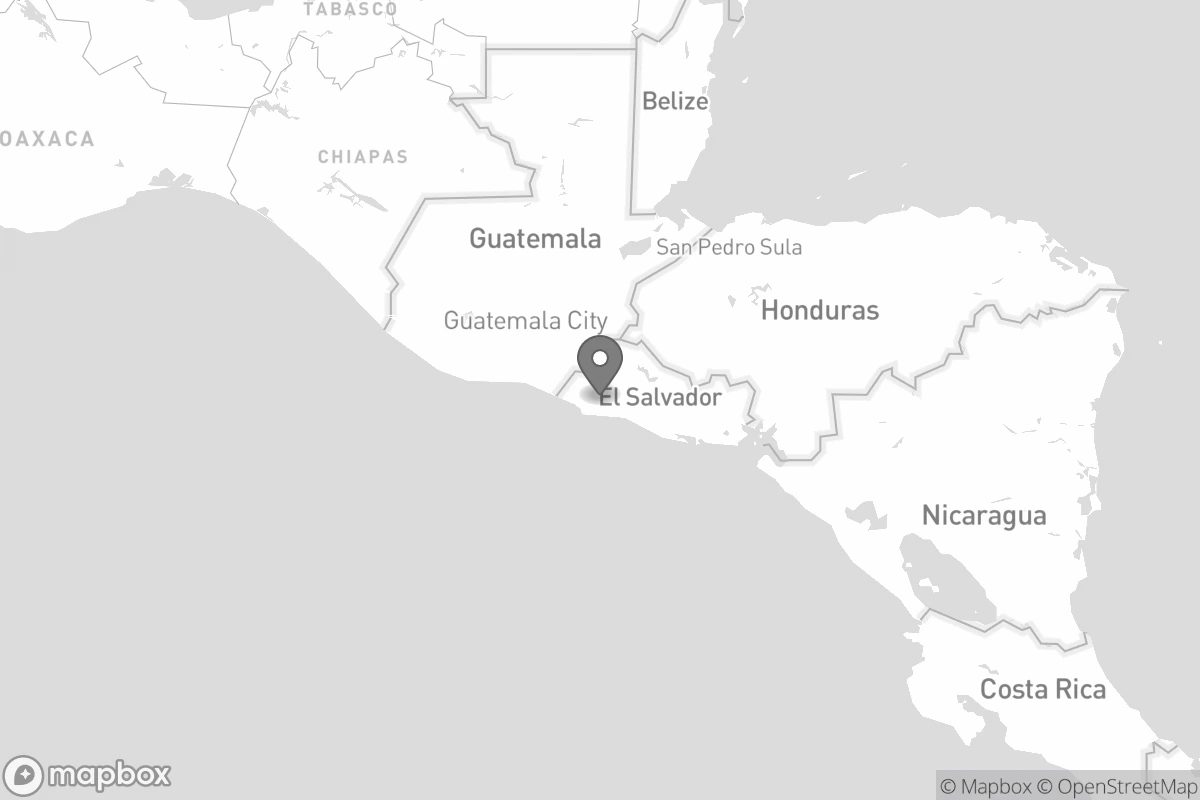 TABASCO
Belize
OAXACA
CHIAPAS
Guatemala
San Pedro Sula
Honduras
Guatemala City
El Salvador
Nicaragua
Costa Rica
mapbox
© Mapbox © OpenStreetMap